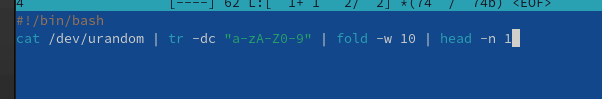 4 [----] 62 L:[ 1+ 1 2/ 2] *(74 / 74b) <EOF>
#!/bin/bash
cat /dev/urandom | tr -dc "a-zA-Z0-9" | fold -w 10 | head -n 1